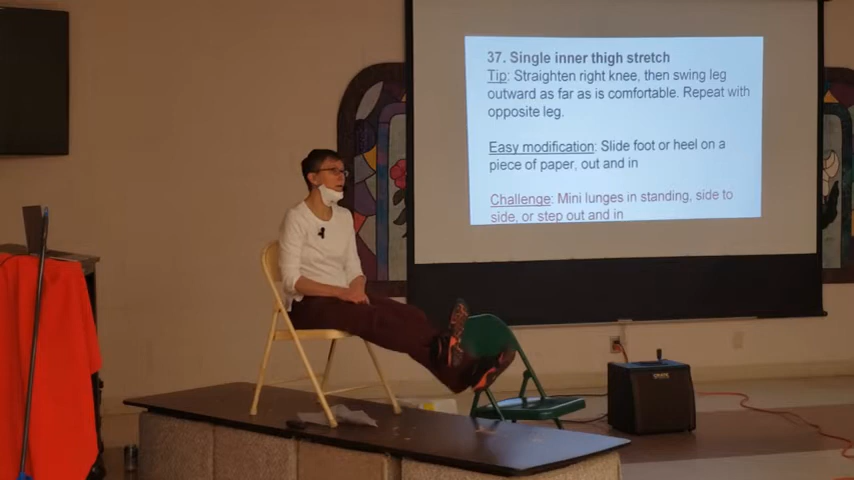 37. Single inner thigh stretch
Tip: Straighten right knee, then swing leg
outward as far as is comfortable. Repeat with
opposite leg.
Easy modification: Slide foot or heel on a
piece of paper, out and in
Challenge: Mini lunges in standing, side to
side, or step out and in